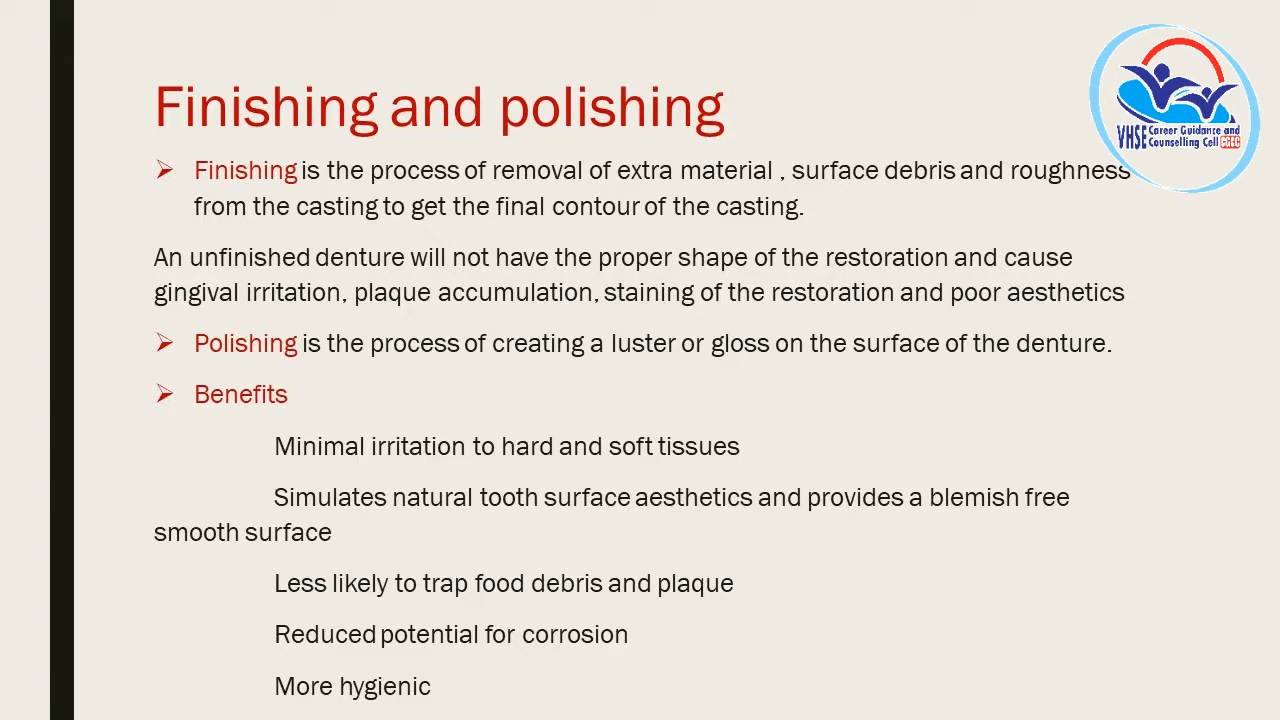 Finishing and polishing
VHSE Career Guidance and
Counselling Cell CGCC
Finishing is the process of removal of extra material , surface debris and roughness
from the casting to get the final contour of the casting.
An unfinished denture will not have the proper shape of the restoration and cause
gingival irritation, plaque accumulation, staining of the restoration and poor aesthetics
Polishing is the process of creating a luster or gloss on the surface of the denture.
Benefits
Minimal irritation to hard and soft tissues
Simulates natural tooth surface aesthetics and provides a blemish free
smooth surface
Less likely to trap food debris and plaque
Reduced potential for corrosion
More hygienic